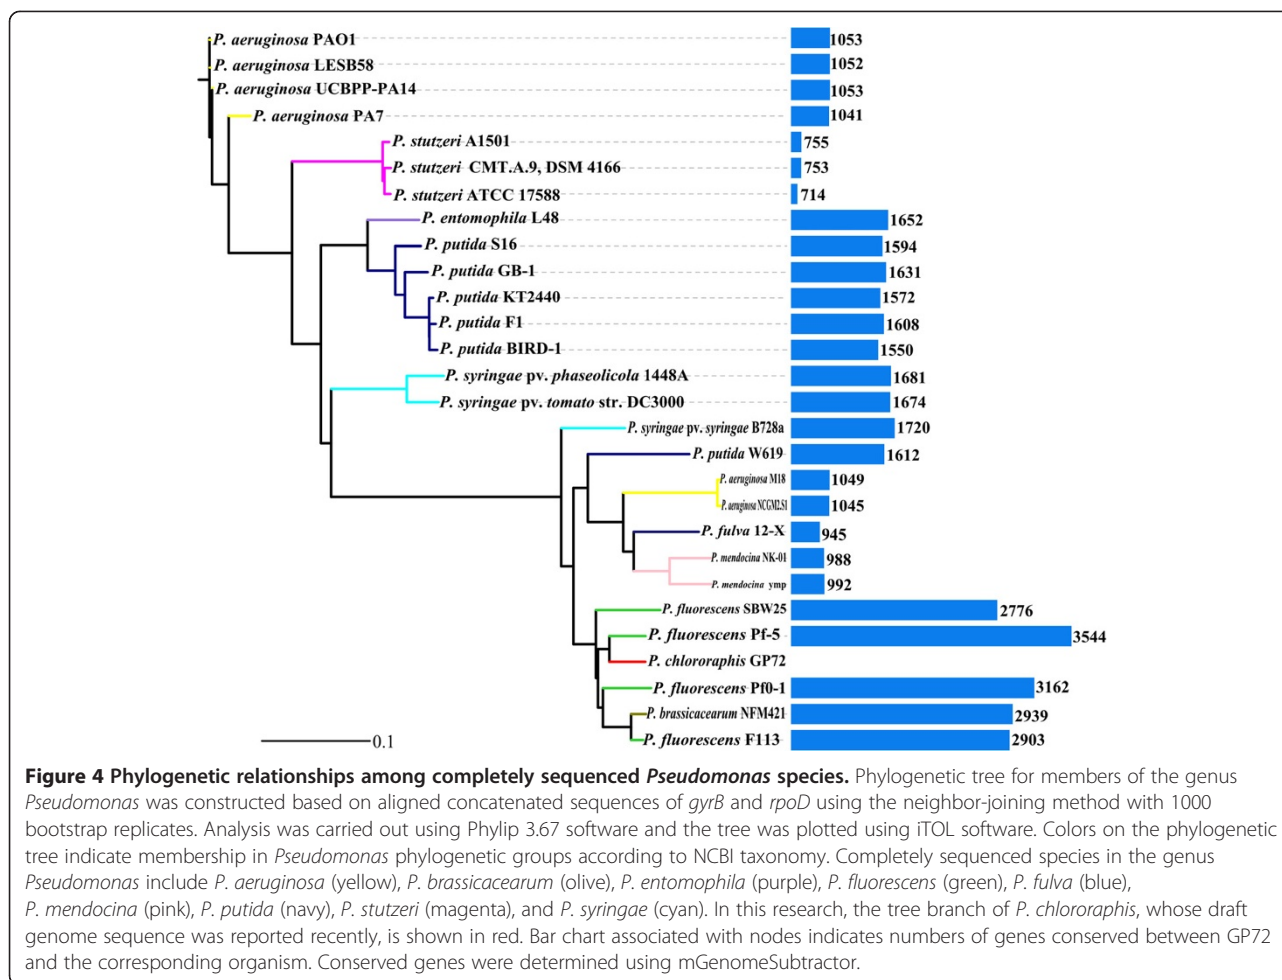 P. aeruginosa PAO1 1053
P. aeruginosa LESB58 1052
P. aeruginosa UCBPP-PA14 1053
P. aeruginosa PA7 1041
P. stutzeri A1501 755
P. stutzeri CMT.A.9, DSM 4166 753
P. stutzeri ATCC 17588 714
P. entomophila L48 1652
P. putida S16 1594
P. putida GB-1 1631
P. putida KT2440 1572
P. putida F1 1608
P. putida BIRD-1 1550
P. syringae pv. phaseolicola 1448A 1681
P. syringae pv. tomato str. DC3000 1674
P. syringae pv. syringae B728a 1720
P. putida W619 1612
P. aeruginosa M18 1049
P. aeruginosa NCGM2.S1 1045
P. fulva 12-X 945
P. mendocina NK-01 988
P. mendocina ymp 992
P. fluorescens SBW25 2776
P. fluorescens Pf-5 3544
P. chlororaphis GP72
P. fluorescens Pf0-1 3162
P. brassicacearum NFM421 2939
P. fluorescens F113 2903
0.1
Figure 4 Phylogenetic relationships among completely sequenced Pseudomonas species. Phylogenetic tree for members of the genus
Pseudomonas was constructed based on aligned concatenated sequences of gyrB and rpoD using the neighbor-joining method with 1000
bootstrap replicates. Analysis was carried out using Phylip 3.67 software and the tree was plotted using iTOL software. Colors on the phylogenetic
tree indicate membership in Pseudomonas phylogenetic groups according to NCBI taxonomy. Completely sequenced species in the genus
Pseudomonas include P. aeruginosa (yellow), P. brassicacearum (olive), P. entomophila (purple), P. fluorescens (green), P. fulva (blue),
P. mendocina (pink), P. putida (navy), P. stutzeri (magenta), and P. syringae (cyan). In this research, the tree branch of P. chlororaphis, whose draft
genome sequence was reported recently, is shown in red. Bar chart associated with nodes indicates numbers of genes conserved between GP72
and the corresponding organism. Conserved genes were determined using mGenomeSubtractor.